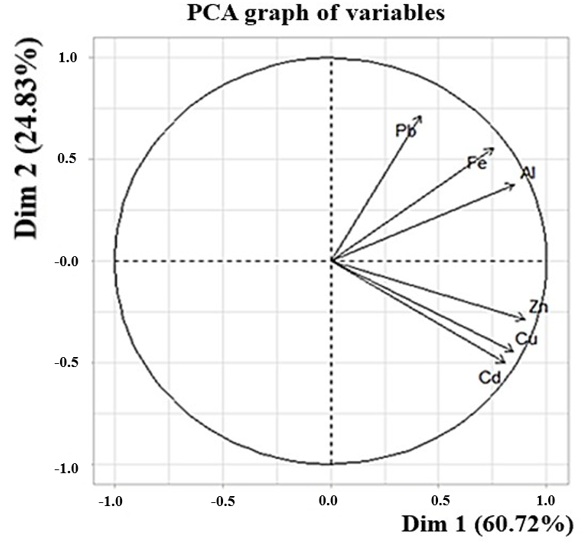 PCA graph of variables
Dim 2 (24.83%)
1.0
0.5
-0.0
-0.5
-1.0
Pb
Fe
Al
Zn
Cu
Cd
-1.0 -0.5 0.0 0.5 1.0
Dim 1 (60.72%)